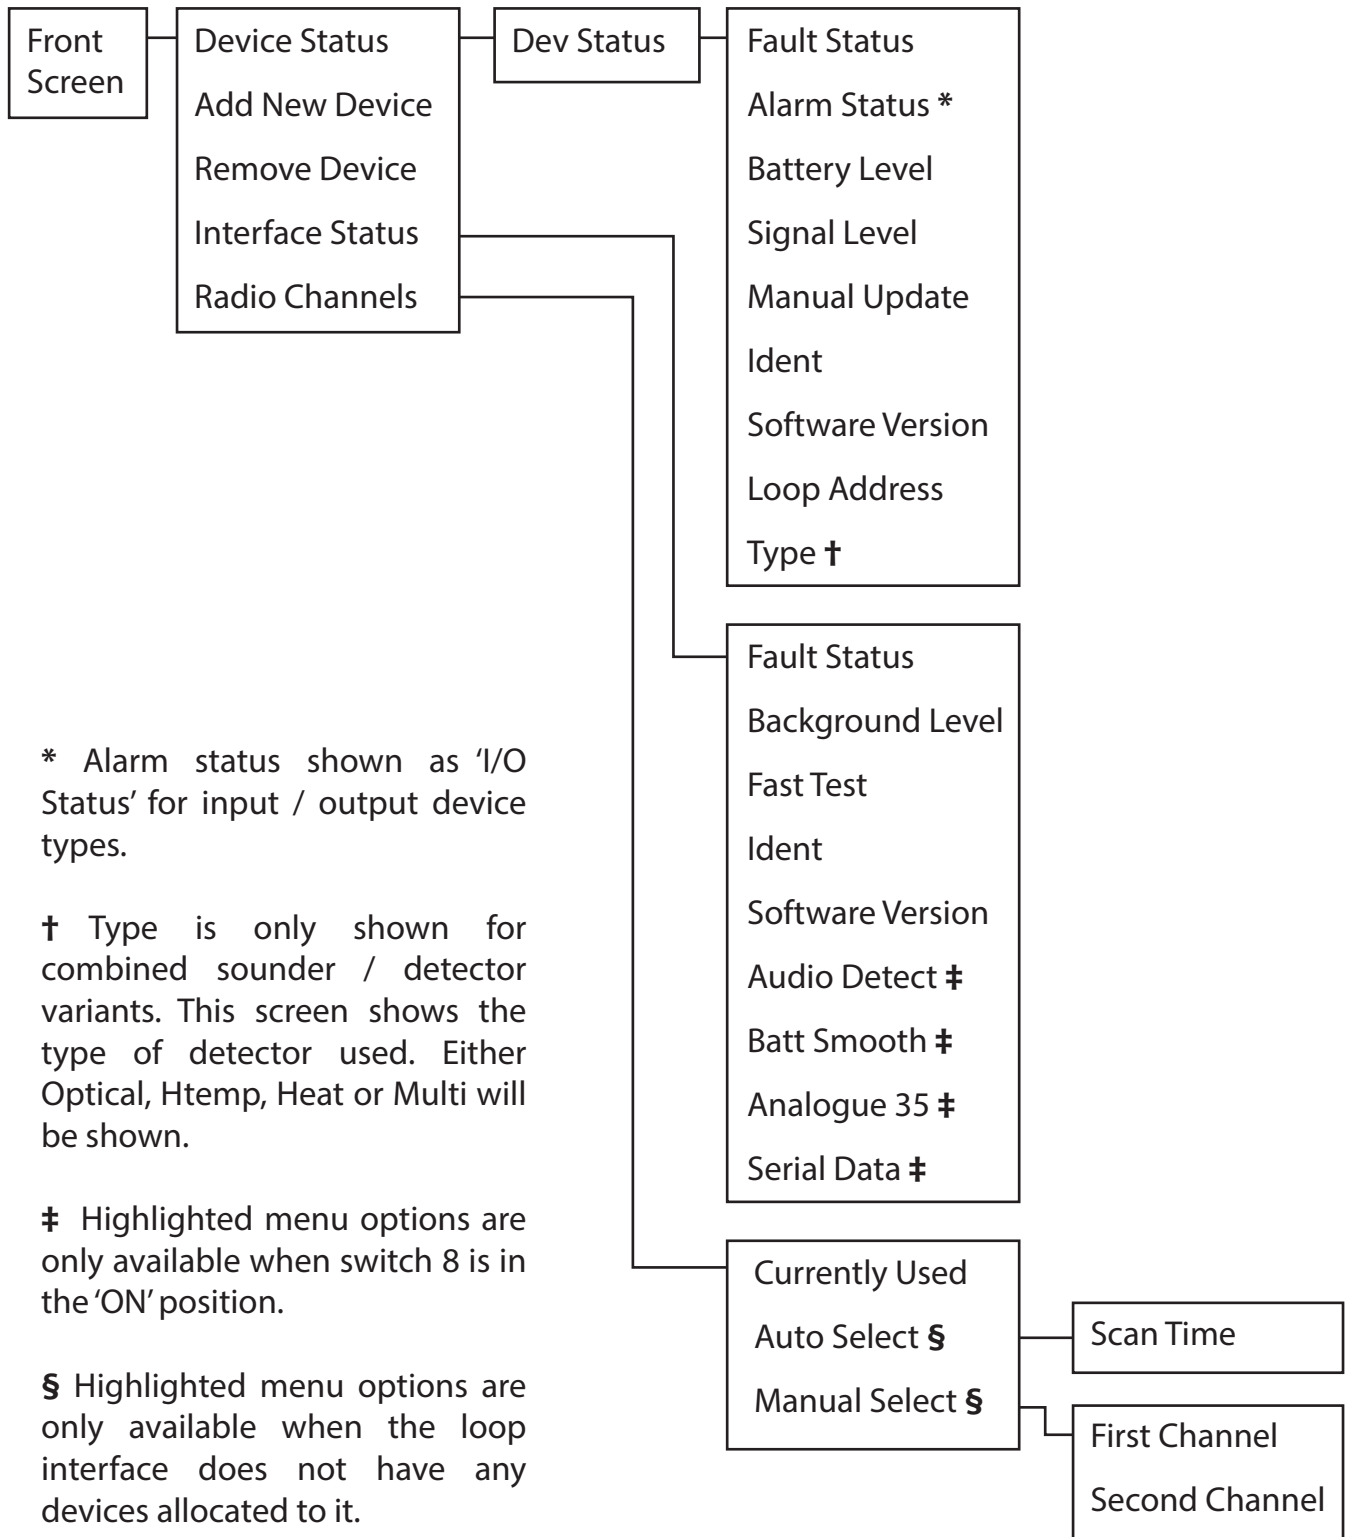 Front
Screen
Device Status
Add New Device
Remove Device
Interface Status
Radio Channels
Dev Status
Fault Status
Alarm Status *
Battery Level
Signal Level
Manual Update
Ident
Software Version
Loop Address
Type †
Fault Status
Background Level
Fast Test
Ident
Software Version
Audio Detect ‡
Batt Smooth ‡
Analogue 35 ‡
Serial Data ‡
Currently Used
Auto Select §
Manual Select §
Scan Time
First Channel
Second Channel
* Alarm status shown as ‘I/O
Status’ for input / output device
types.
† Type is only shown for
combined sounder / detector
variants. This screen shows the
type of detector used. Either
Optical, Htemp, Heat or Multi will
be shown.
‡ Highlighted menu options are
only available when switch 8 is in
the ‘ON’ position.
§ Highlighted menu options are
only available when the loop
interface does not have any
devices allocated to it.